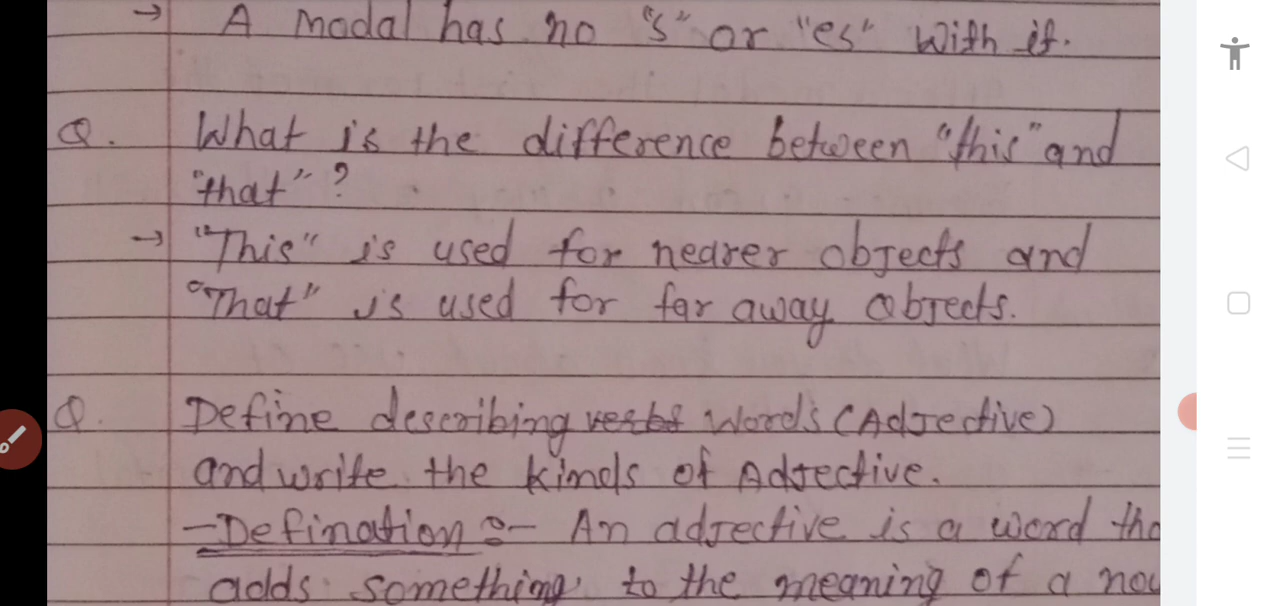 → A modal has no "s" or "es" with it.
Q. What is the difference between "this" and
"that"?
→ "This" is used for nearer objects and
"That" is used for far away objects.
Q. Define describing verbs words (Adjective)
and write the kinds of Adjective.
- Defination :- An adjective is a word tha
adds something to the meaning of a nou